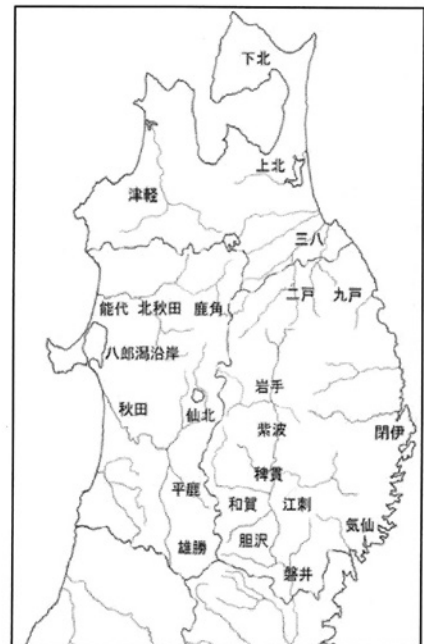 下北
上北
津軽
三八
二戸 九戸
能代 北秋田 鹿角
八郎潟沿岸
岩手
秋田 仙北
紫波 閉伊
稗貫
平鹿
和賀 江刺
気仙
雄勝 胆沢
磐井